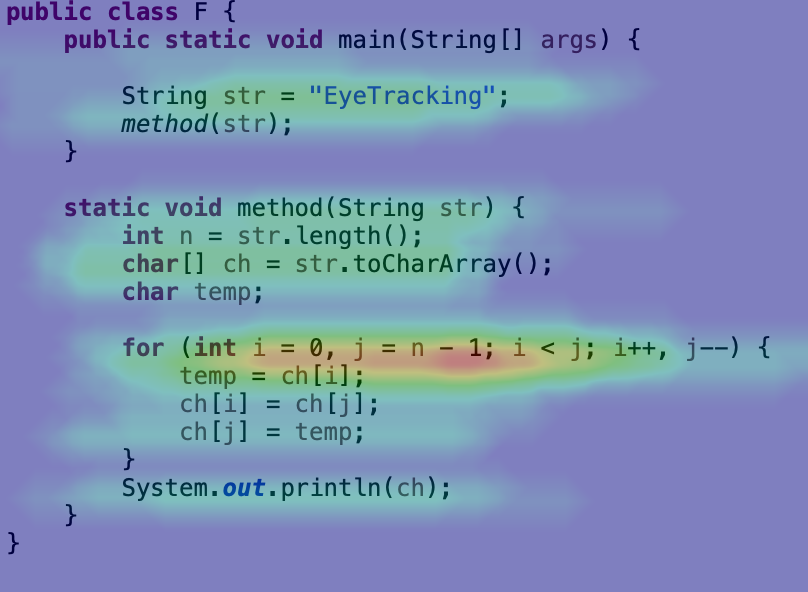 public class F {
    public static void main(String[] args) {
        String str = "EyeTracking";
        method(str);
    }
    static void method(String str) {
        int n = str.length();
        char[] ch = str.toCharArray();
        char temp;
        for (int i = 0, j = n - 1; i < j; i++, j--) {
            temp = ch[i];
            ch[i] = ch[j];
            ch[j] = temp;
        }
        System.out.println(ch);
    }
}